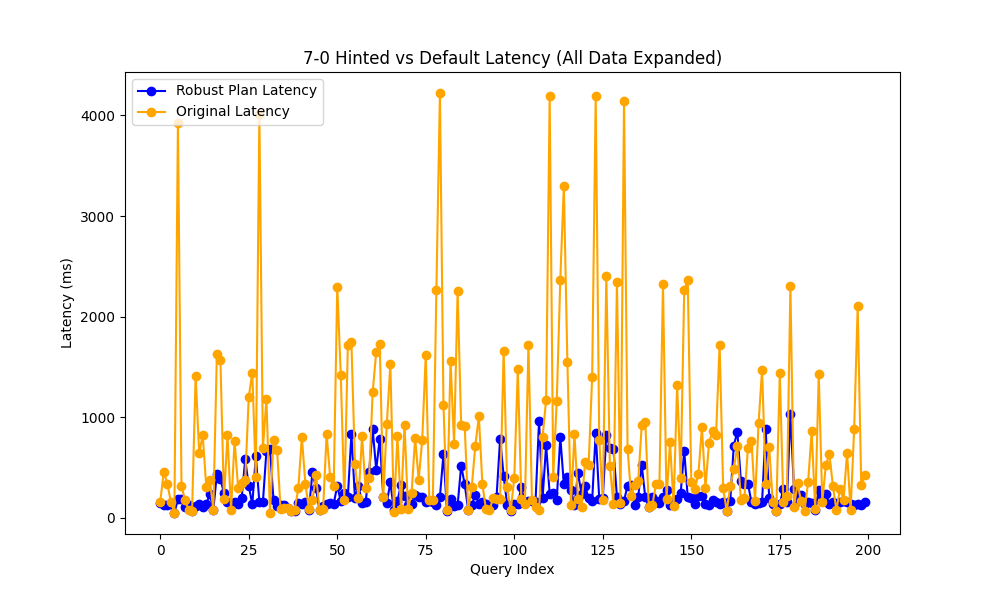 7-0 Hinted vs Default Latency (All Data Expanded)
Robust Plan Latency
Original Latency
Latency (ms)
4000
3000
2000
1000
0
0 25 50 75 100 125 150 175 200
Query Index